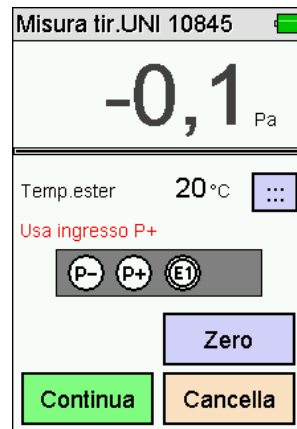 Misura tir.UNI 10845
-0,1 Pa
Temp.ester 20 °C :::
Usa ingresso P+
P- P+ E1
Zero
Continua Cancella